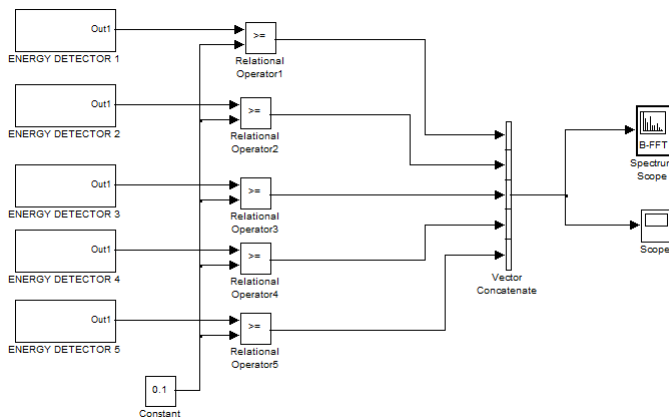 Out1
ENERGY DETECTOR 1
>=
Relational
Operator1
Out1
ENERGY DETECTOR 2
>=
Relational
Operator2
Out1
ENERGY DETECTOR 3
>=
Relational
Operator3
Out1
ENERGY DETECTOR 4
>=
Relational
Operator4
Out1
ENERGY DETECTOR 5
>=
Relational
Operator5
0.1
Constant
Vector
Concatenate
B-FFT
Spectrum
Scope
Scope